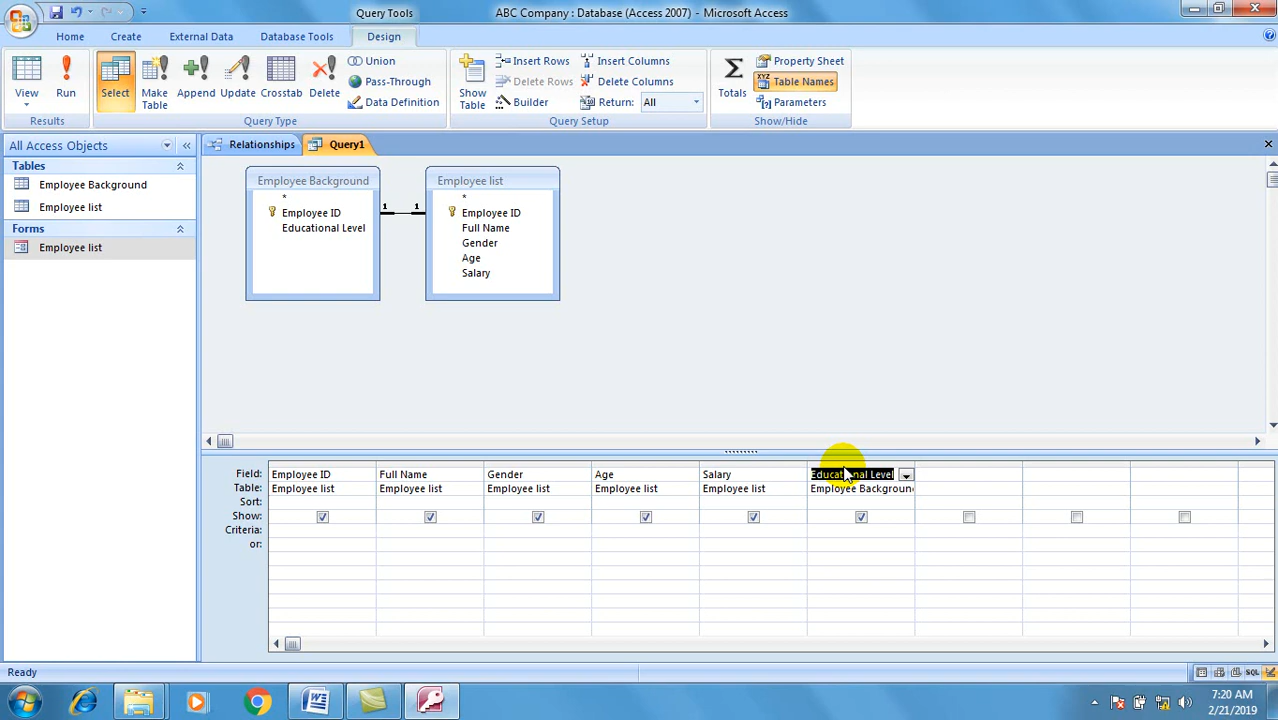 Query Tools
ABC Company : Database (Access 2007) - Microsoft Access
Home Create External Data Database Tools Design
View Run Select Make Table Append Update Crosstab Delete
Union
Pass-Through
Data Definition
Show Table
Insert Rows Insert Columns
Delete Rows Delete Columns
Builder Return: All
Totals
Property Sheet
Table Names
Parameters
Results Query Type Query Setup Show/Hide
All Access Objects
Relationships Query1
Tables
Employee Background
Employee list
Forms
Employee list
Employee Background
*
Employee ID
Educational Level
1 1
Employee list
*
Employee ID
Full Name
Gender
Age
Salary
Field: Employee ID Full Name Gender Age Salary Educational Level
Table: Employee list Employee list Employee list Employee list Employee list Employee Background
Sort:
Show:
Criteria:
or:
Ready
SQL
7:20 AM
2/21/2019